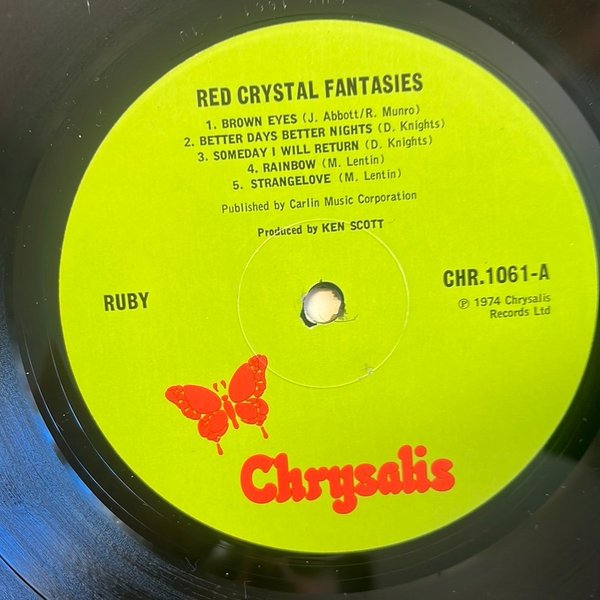 RED CRYSTAL FANTASIES
1. BROWN EYES (J. Abbott/R. Munro)
2. BETTER DAYS BETTER NIGHTS (D. Knights)
3. SOMEDAY I WILL RETURN (D. Knights)
4. RAINBOW (M. Lentin)
5. STRANGELOVE (M. Lentin)
Published by Carlin Music Corporation
Produced by KEN SCOTT
RUBY
CHR.1061-A
℗ 1974 Chrysalis
Records Ltd
Chrysalis